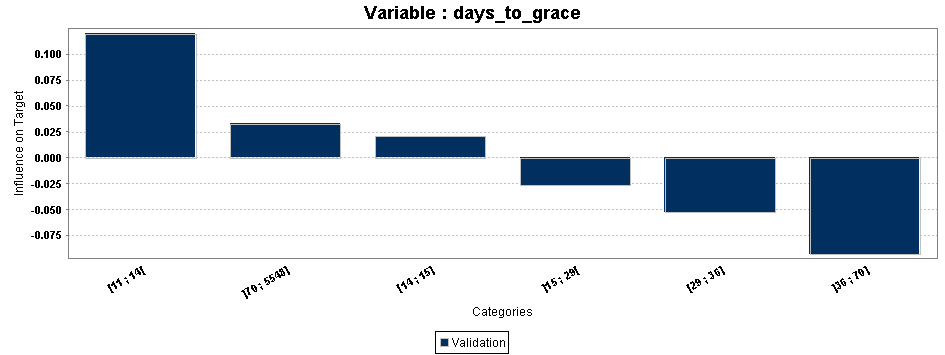 Variable : days_to_grace
Influence on Target
0.100
0.075
0.050
0.025
0.000
-0.025
-0.050
-0.075
[11 ; 14[
]70 ; 5548]
[14 ; 15]
]15 ; 29[
[29 ; 36]
]36 ; 70]
Categories
Validation